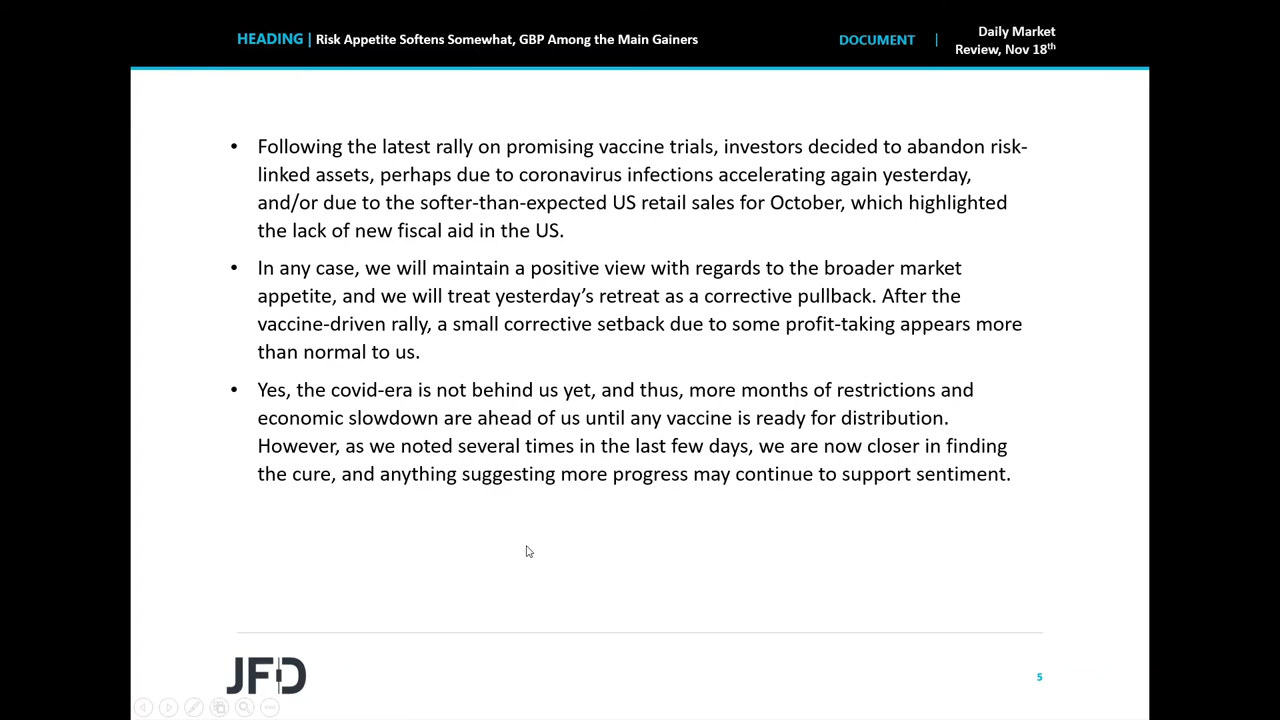 HEADING | Risk Appetite Softens Somewhat, GBP Among the Main Gainers
DOCUMENT | Daily Market
Review, Nov 18th
• Following the latest rally on promising vaccine trials, investors decided to abandon risk-
linked assets, perhaps due to coronavirus infections accelerating again yesterday,
and/or due to the softer-than-expected US retail sales for October, which highlighted
the lack of new fiscal aid in the US.
• In any case, we will maintain a positive view with regards to the broader market
appetite, and we will treat yesterday’s retreat as a corrective pullback. After the
vaccine-driven rally, a small corrective setback due to some profit-taking appears more
than normal to us.
• Yes, the covid-era is not behind us yet, and thus, more months of restrictions and
economic slowdown are ahead of us until any vaccine is ready for distribution.
However, as we noted several times in the last few days, we are now closer in finding
the cure, and anything suggesting more progress may continue to support sentiment.
JFD
5